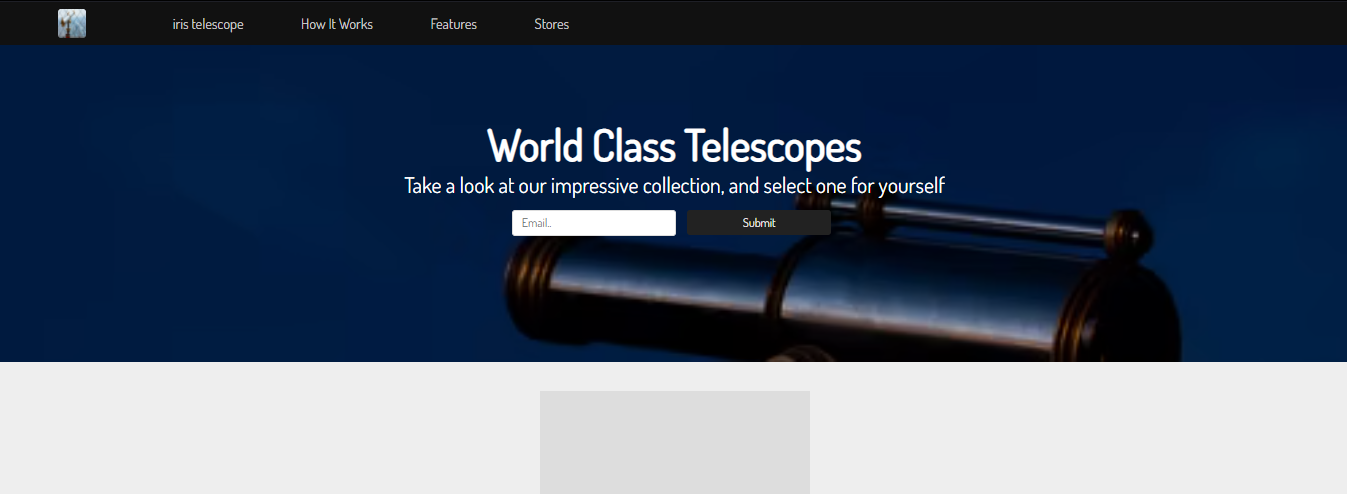 iris telescope How It Works Features Stores
World Class Telescopes
Take a look at our impressive collection, and select one for yourself
Email.. Submit